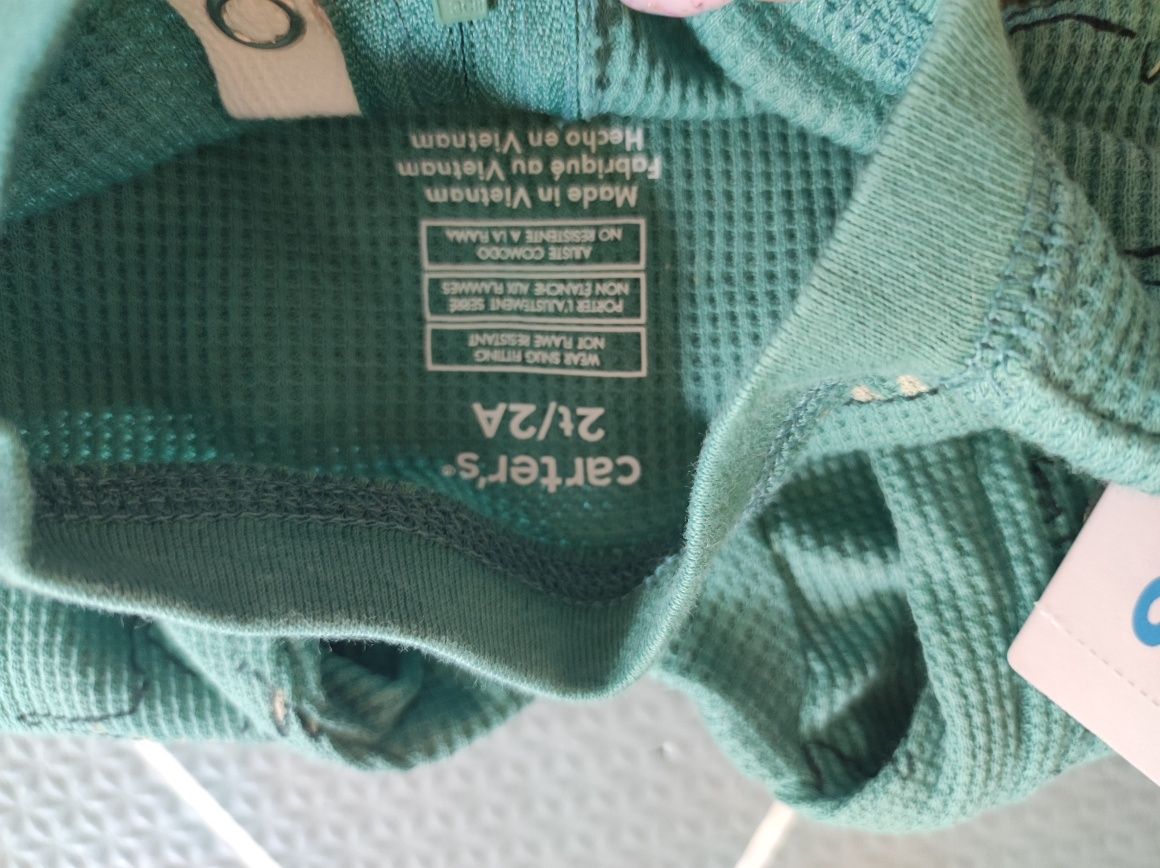 carter's®
2t/2A
WEAR SNUG FITTING
NOT FLAME RESISTANT
PORTER L'AJUSTEMENT SERRÉ
NON ÉTANCHE AUX FLAMMES
AJUSTE COMODO
NO RESISTENTE A LA FLAMA
Made in Vietnam
Fabriqué au Vietnam
Hecho en Vietnam